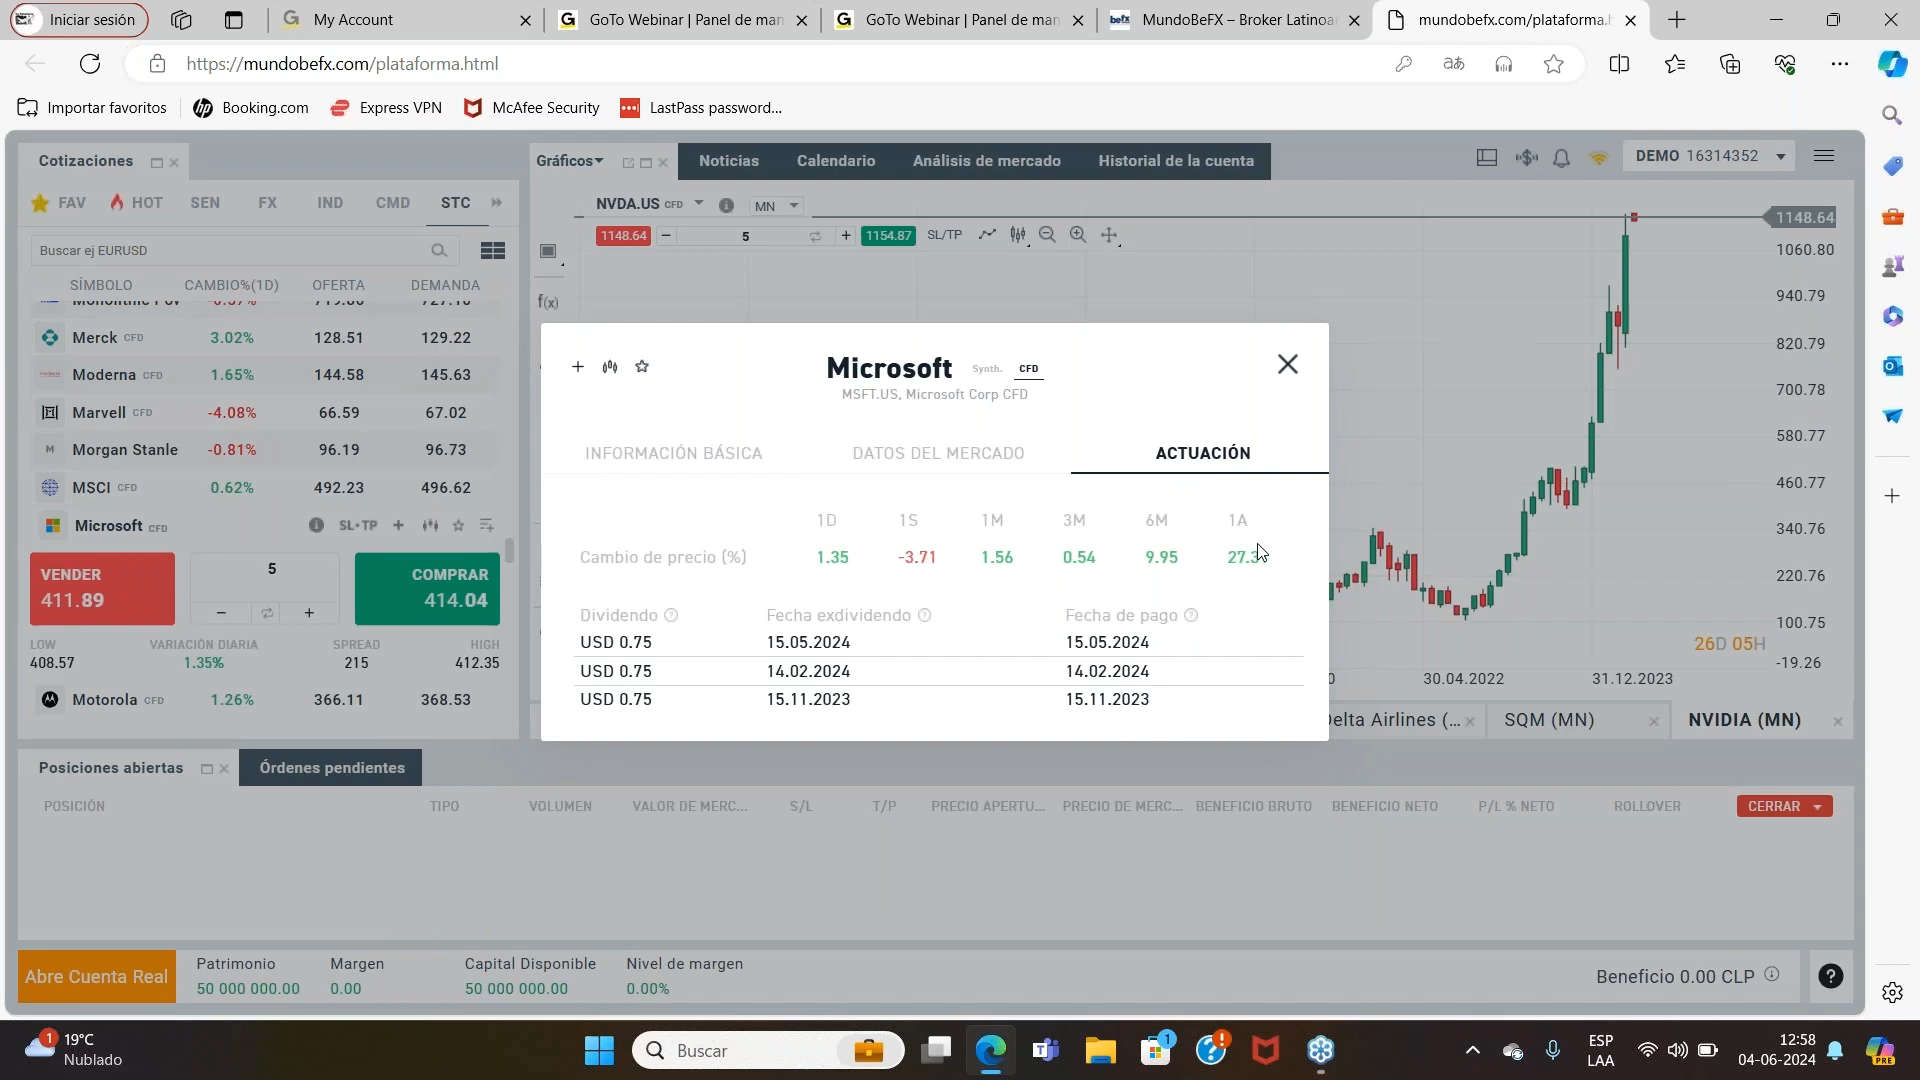 Iniciar sesión
My Account
GoTo Webinar | Panel de man
GoTo Webinar | Panel de man
MundoBeFX – Broker Latinoar
mundobefx.com/plataforma.h
https://mundobefx.com/plataforma.html
Importar favoritos
Booking.com
Express VPN
McAfee Security
LastPass password...
Cotizaciones
Gráficos
Noticias
Calendario
Análisis de mercado
Historial de la cuenta
DEMO 16314352
FAV
HOT
SEN
FX
IND
CMD
STC
NVDA.US CFD
MN
1148.64
5
1154.87
SL/TP
Buscar ej EURUSD
SÍMBOLO CAMBIO%(1D) OFERTA DEMANDA
Merck CFD 3.02% 128.51 129.22
Moderna CFD 1.65% 144.58 145.63
Marvell CFD -4.08% 66.59 67.02
Morgan Stanle -0.81% 96.19 96.73
MSCI CFD 0.62% 492.23 496.62
Microsoft CFD SL•TP
VENDER
411.89
5
COMPRAR
414.04
LOW VARIACIÓN DIARIA SPREAD HIGH
408.57 1.35% 215 412.35
Motorola CFD 1.26% 366.11 368.53
Microsoft Synth. CFD
MSFT.US, Microsoft Corp CFD
INFORMACIÓN BÁSICA
DATOS DEL MERCADO
ACTUACIÓN
1D 1S 1M 3M 6M 1A
Cambio de precio (%) 1.35 -3.71 1.56 0.54 9.95
Dividendo Fecha exdividendo Fecha de pago
USD 0.75 15.05.2024 15.05.2024
USD 0.75 14.02.2024 14.02.2024
USD 0.75 15.11.2023 15.11.2023
1148.64
1060.80
940.79
820.79
700.78
580.77
460.77
340.76
220.76
100.75
-19.26
26D 05H
30.04.2022
31.12.2023
Delta Airlines (...
SQM (MN)
NVIDIA (MN)
Posiciones abiertas
Órdenes pendientes
POSICIÓN TIPO VOLUMEN VALOR DE MERC... S/L T/P PRECIO APERTU... PRECIO DE MERC... BENEFICIO BRUTO BENEFICIO NETO P/L % NETO ROLLOVER CERRAR
Abre Cuenta Real
Patrimonio
50 000 000.00
Margen
0.00
Capital Disponible
50 000 000.00
Nivel de margen
0.00%
Beneficio 0.00 CLP
1
19°C
Nublado
Buscar
1
ESP
LAA
12:58
04-06-2024
PRE